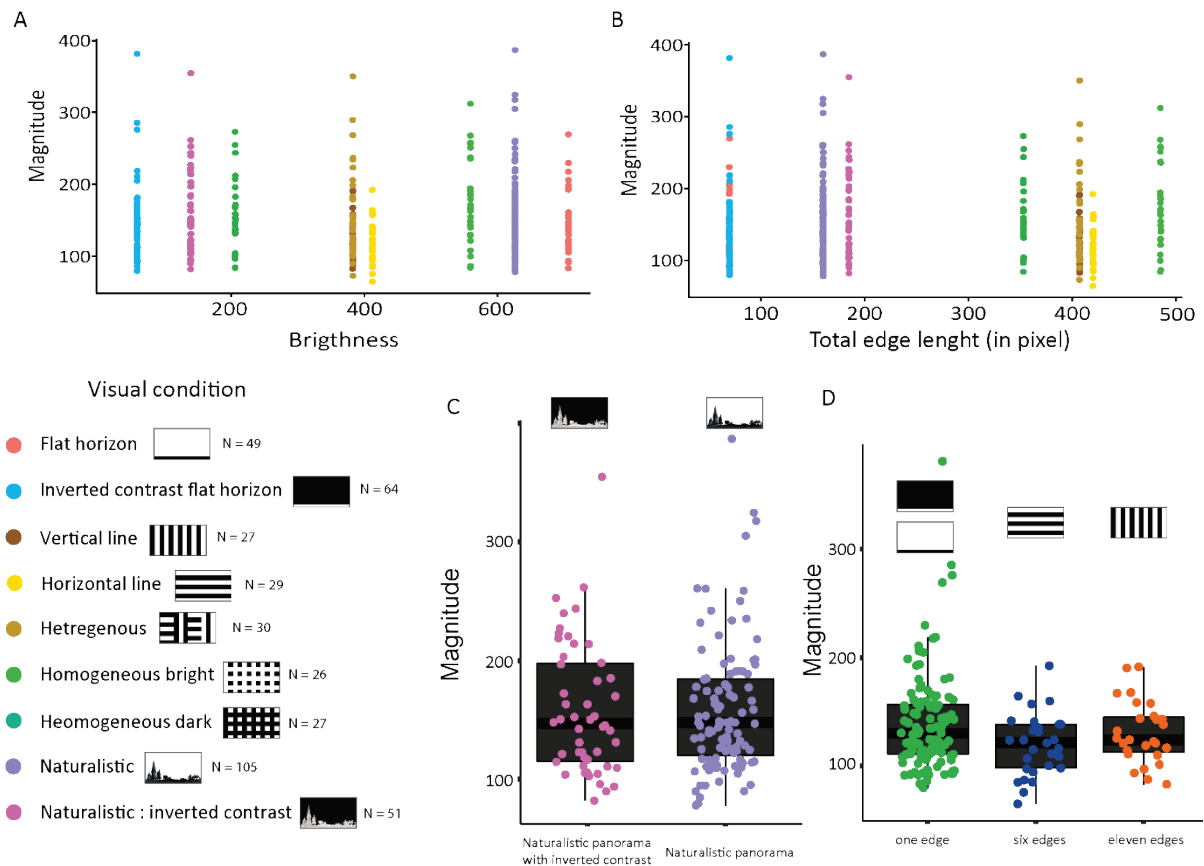 A
400
300
200
100
Magnitude
200
400
600
Brigthness
B
400
300
200
100
Magnitude
100
200
300
400
500
Total edge lenght (in pixel)
Visual condition
Flat horizon N = 49
Inverted contrast flat horizon N = 64
Vertical line N = 27
Horizontal line N = 29
Hetregenous N = 30
Homogeneous bright N = 26
Heomogeneous dark N = 27
Naturalistic N = 105
Naturalistic : inverted contrast N = 51
C
300
200
100
Magnitude
Naturalistic panorama
with inverted contrast
Naturalistic panorama
D
300
200
100
Magnitude
one edge
six edges
eleven edges